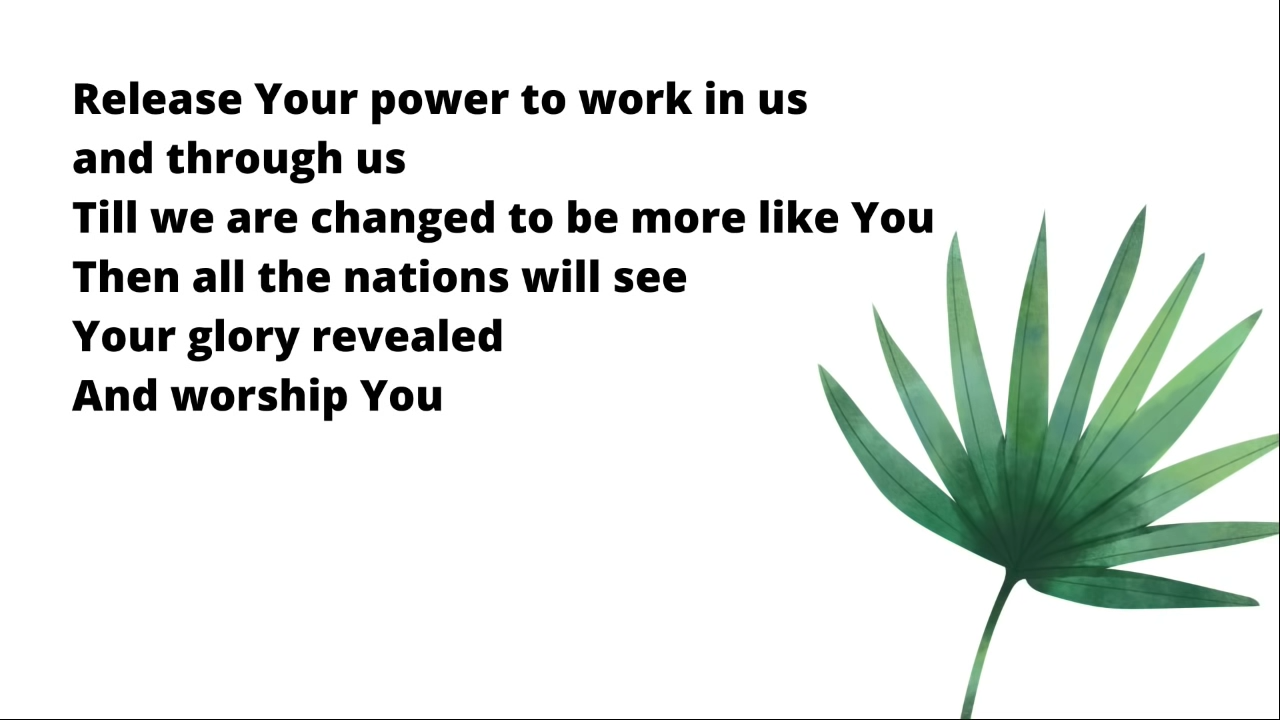 Release Your power to work in us
and through us
Till we are changed to be more like You
Then all the nations will see
Your glory revealed
And worship You